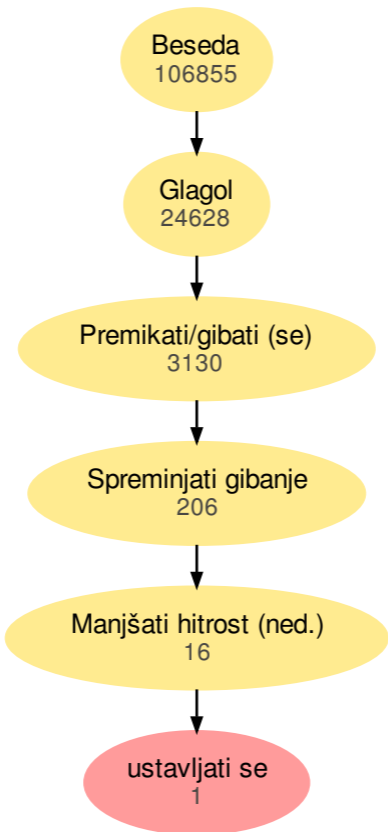 Beseda
106855
Glagol
24628
Premikati/gibati (se)
3130
Spreminjati gibanje
206
Manjšati hitrost (ned.)
16
ustavljati se
1